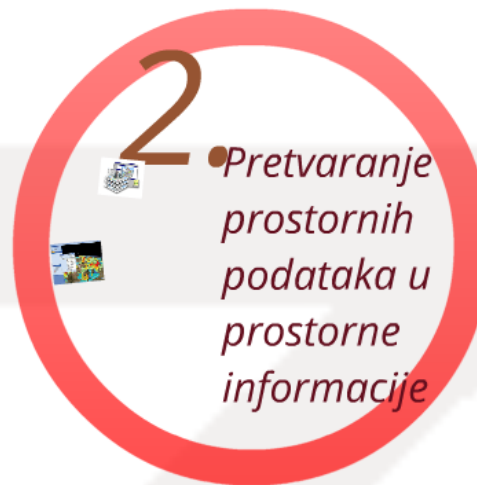 2.
Pretvaranje
prostornih
podataka u
prostorne
informacije